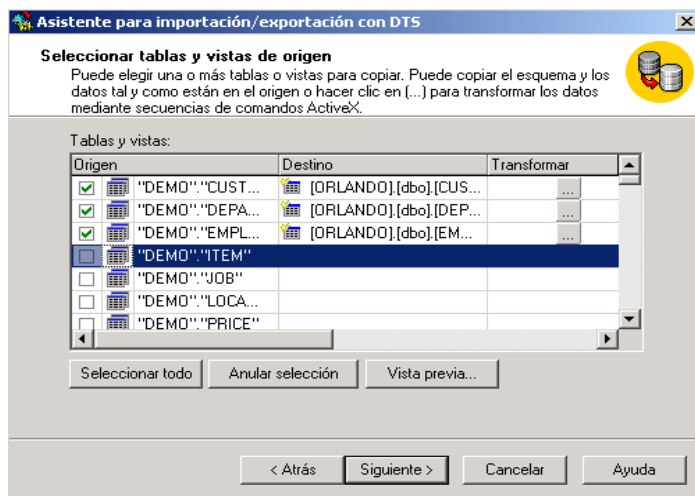 Asistente para importación/exportación con DTS
Seleccionar tablas y vistas de origen
Puede elegir una o más tablas o vistas para copiar. Puede copiar el esquema y los
datos tal y como están en el origen o hacer clic en (...) para transformar los datos
mediante secuencias de comandos ActiveX.
Tablas y vistas:
Origen Destino Transformar
"DEMO"."CUST... [ORLANDO].[dbo].[CUS... ...
"DEMO"."DEPA... [ORLANDO].[dbo].[DEP... ...
"DEMO"."EMPL... [ORLANDO].[dbo].[EM... ...
"DEMO"."ITEM"
"DEMO"."JOB"
"DEMO"."LOCA...
"DEMO"."PRICE"
Seleccionar todo Anular selección Vista previa...
< Atrás Siguiente > Cancelar Ayuda